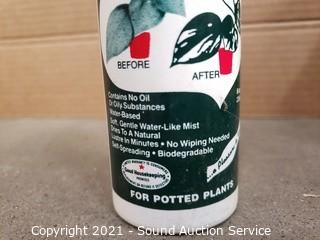 BEFORE
AFTER
Contains No Oil
Or Oily Substances
Water-Based
Soft, Gentle Water-Like Mist
Dries To A Natural
Lustre In Minutes • No Wiping Needed
Self-Spreading • Biodegradable
Good Housekeeping
PROMISES
FOR POTTED PLANTS
Copyright 2021 - Sound Auction Service